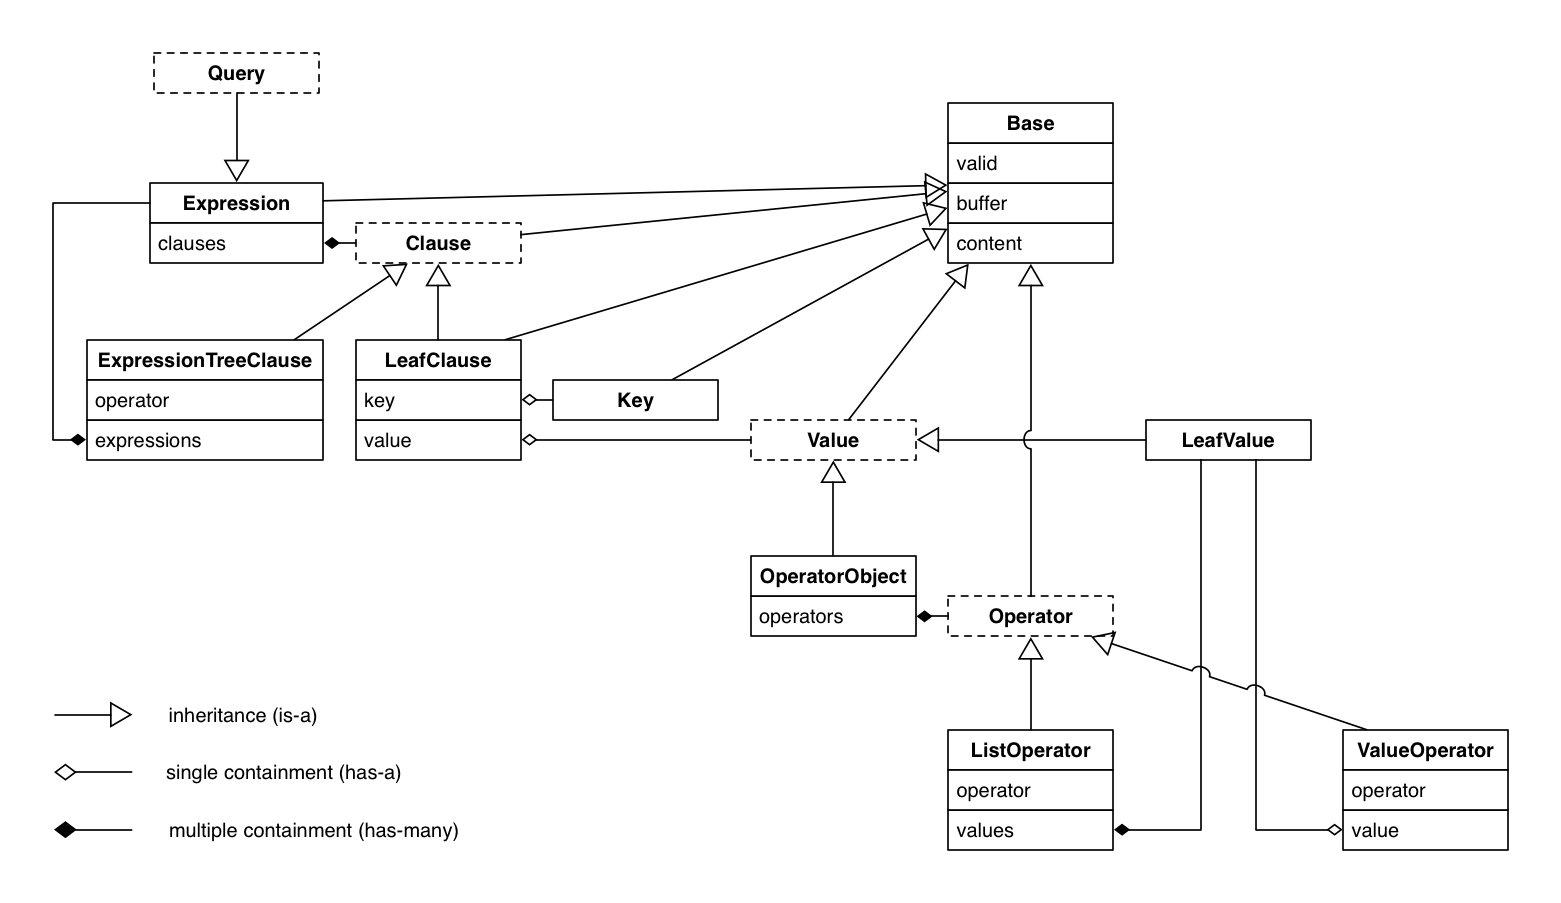 Query
Base
valid
buffer
content
Expression
clauses
Clause
ExpressionTreeClause
operator
expressions
LeafClause
key
value
Key
Value
LeafValue
OperatorObject
operators
Operator
inheritance (is-a)
single containment (has-a)
multiple containment (has-many)
ListOperator
operator
values
ValueOperator
operator
value